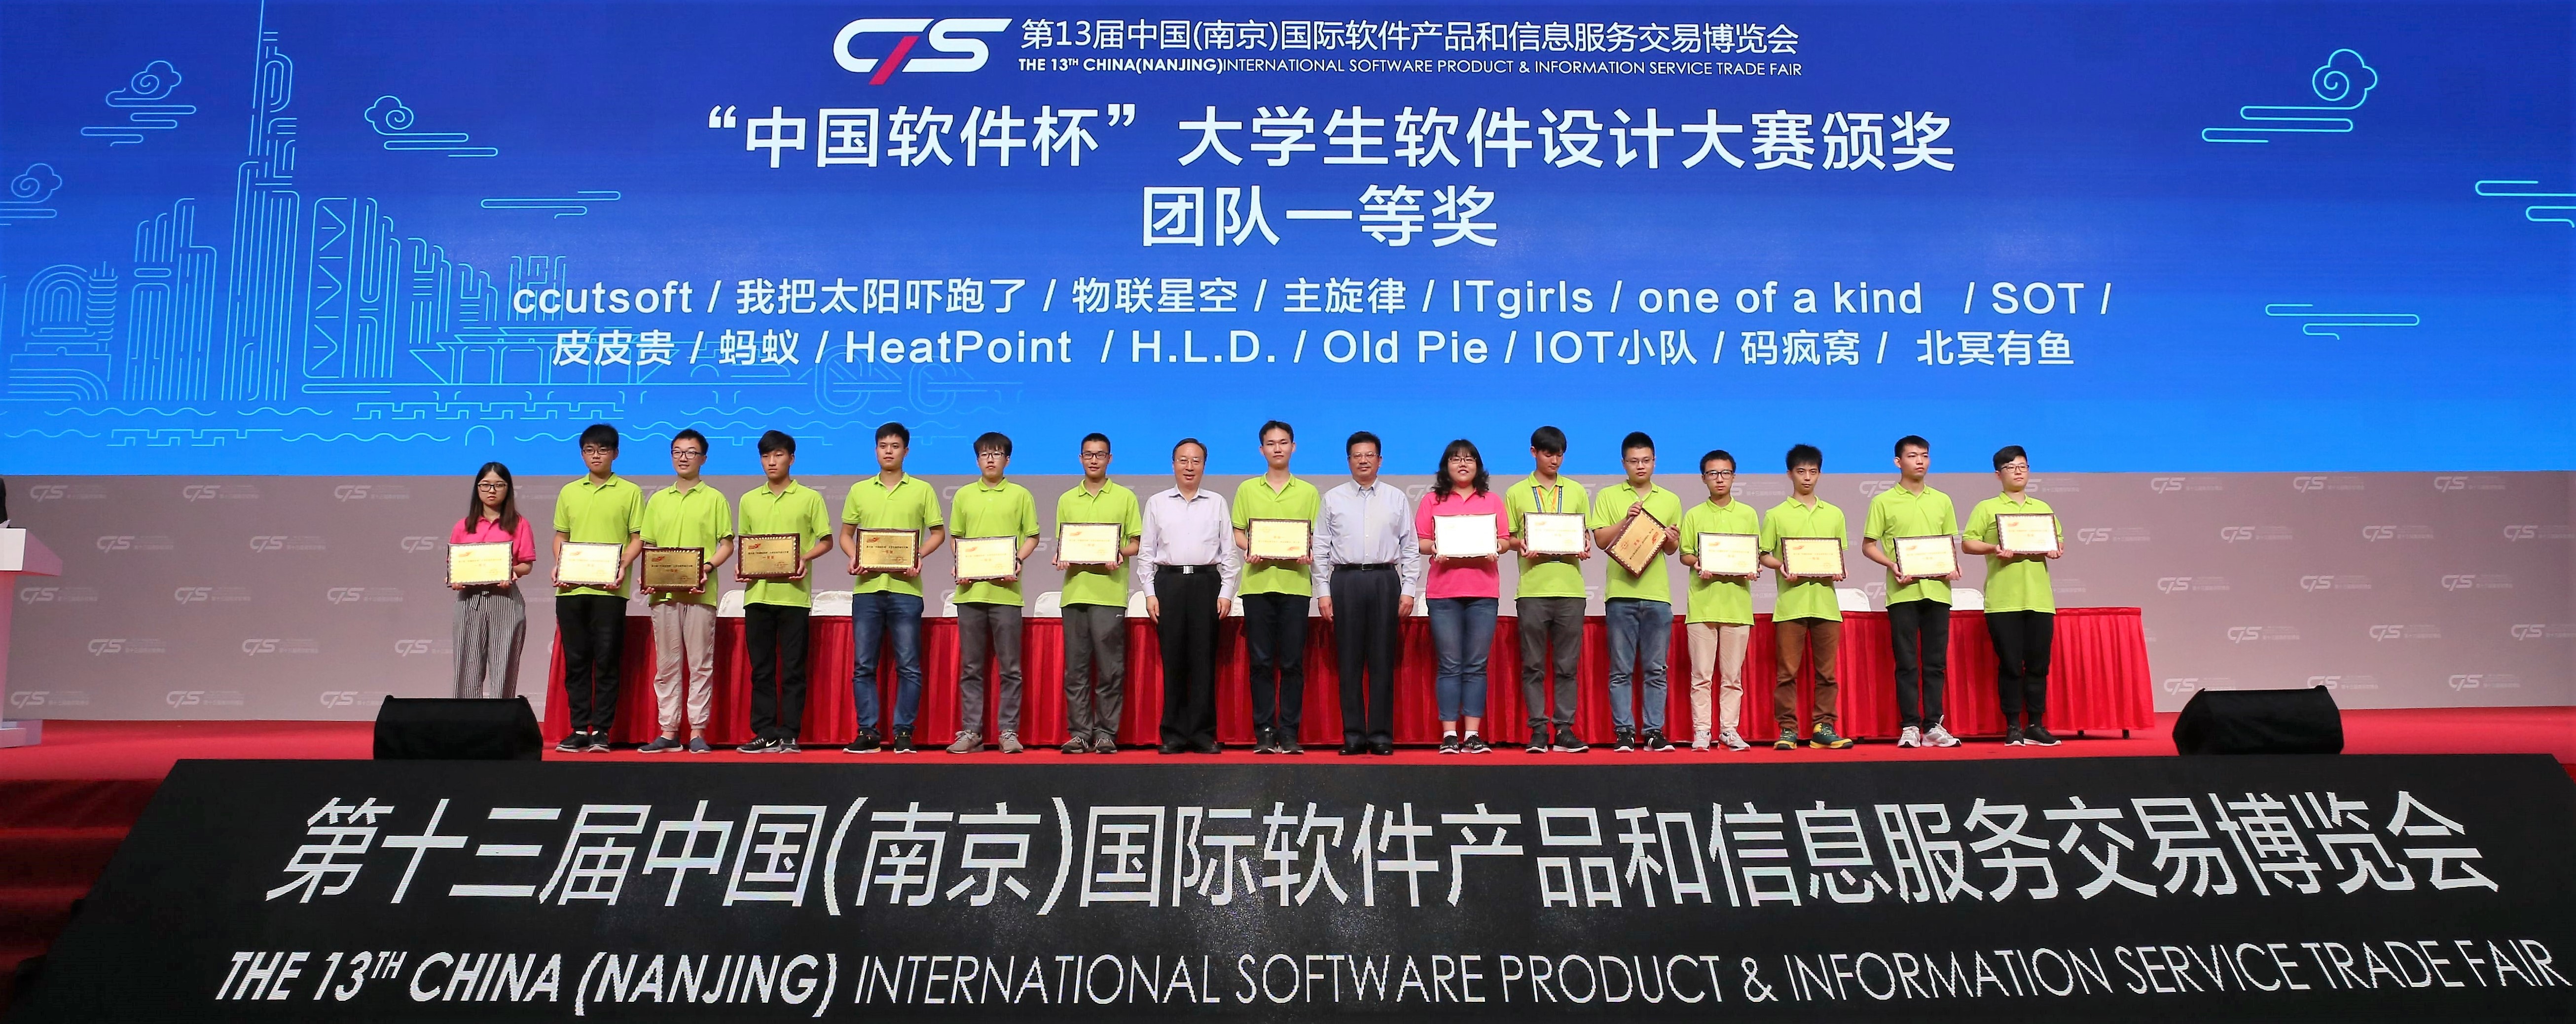 CIS 第13届中国(南京)国际软件产品和信息服务交易博览会
THE 13TH CHINA(NANJING)INTERNATIONAL SOFTWARE PRODUCT & INFORMATION SERVICE TRADE FAIR
“中国软件杯”大学生软件设计大赛颁奖
团队一等奖
ccutsoft / 我把太阳吓跑了 / 物联星空 / 主旋律 / ITgirls / one of a kind / SOT /
皮皮贵 / 蚂蚁 / HeatPoint / H.L.D. / Old Pie / IOT小队 / 码疯窝 / 北冥有鱼
第十三届中国(南京)国际软件产品和信息服务交易博览会
THE 13TH CHINA (NANJING) INTERNATIONAL SOFTWARE PRODUCT & INFORMATION SERVICE TRADE FAIR